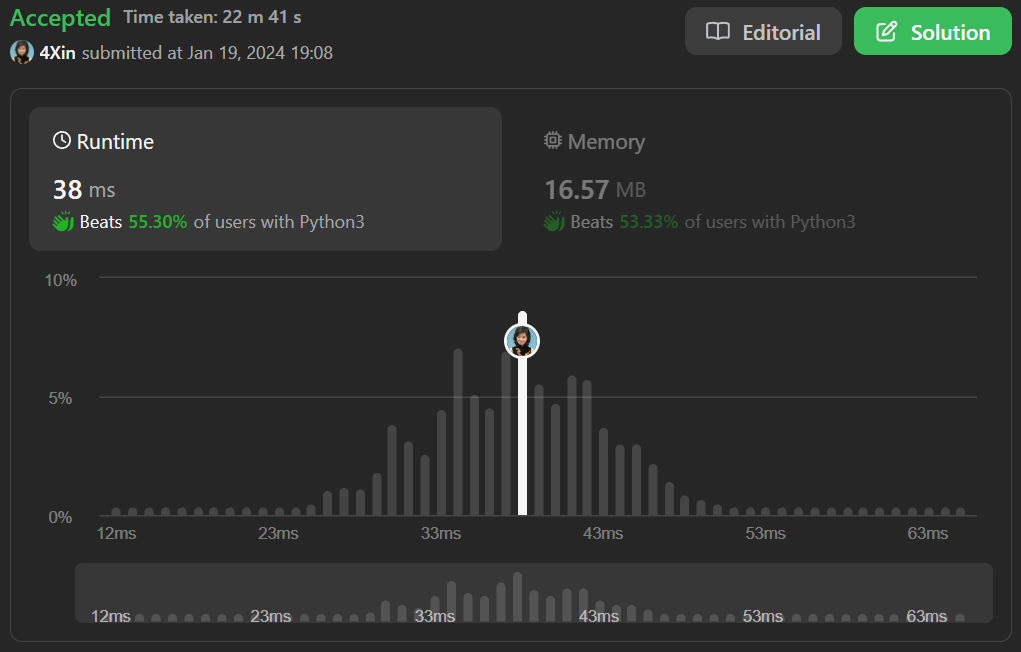 Accepted Time taken: 22 m 41 s
4Xin submitted at Jan 19, 2024 19:08
Editorial
Solution
Runtime
38 ms
Beats 55.30% of users with Python3
Memory
16.57 MB
Beats 53.33% of users with Python3
10%
5%
0%
12ms 23ms 33ms 43ms 53ms 63ms
12ms 23ms 33ms 43ms 53ms 63ms